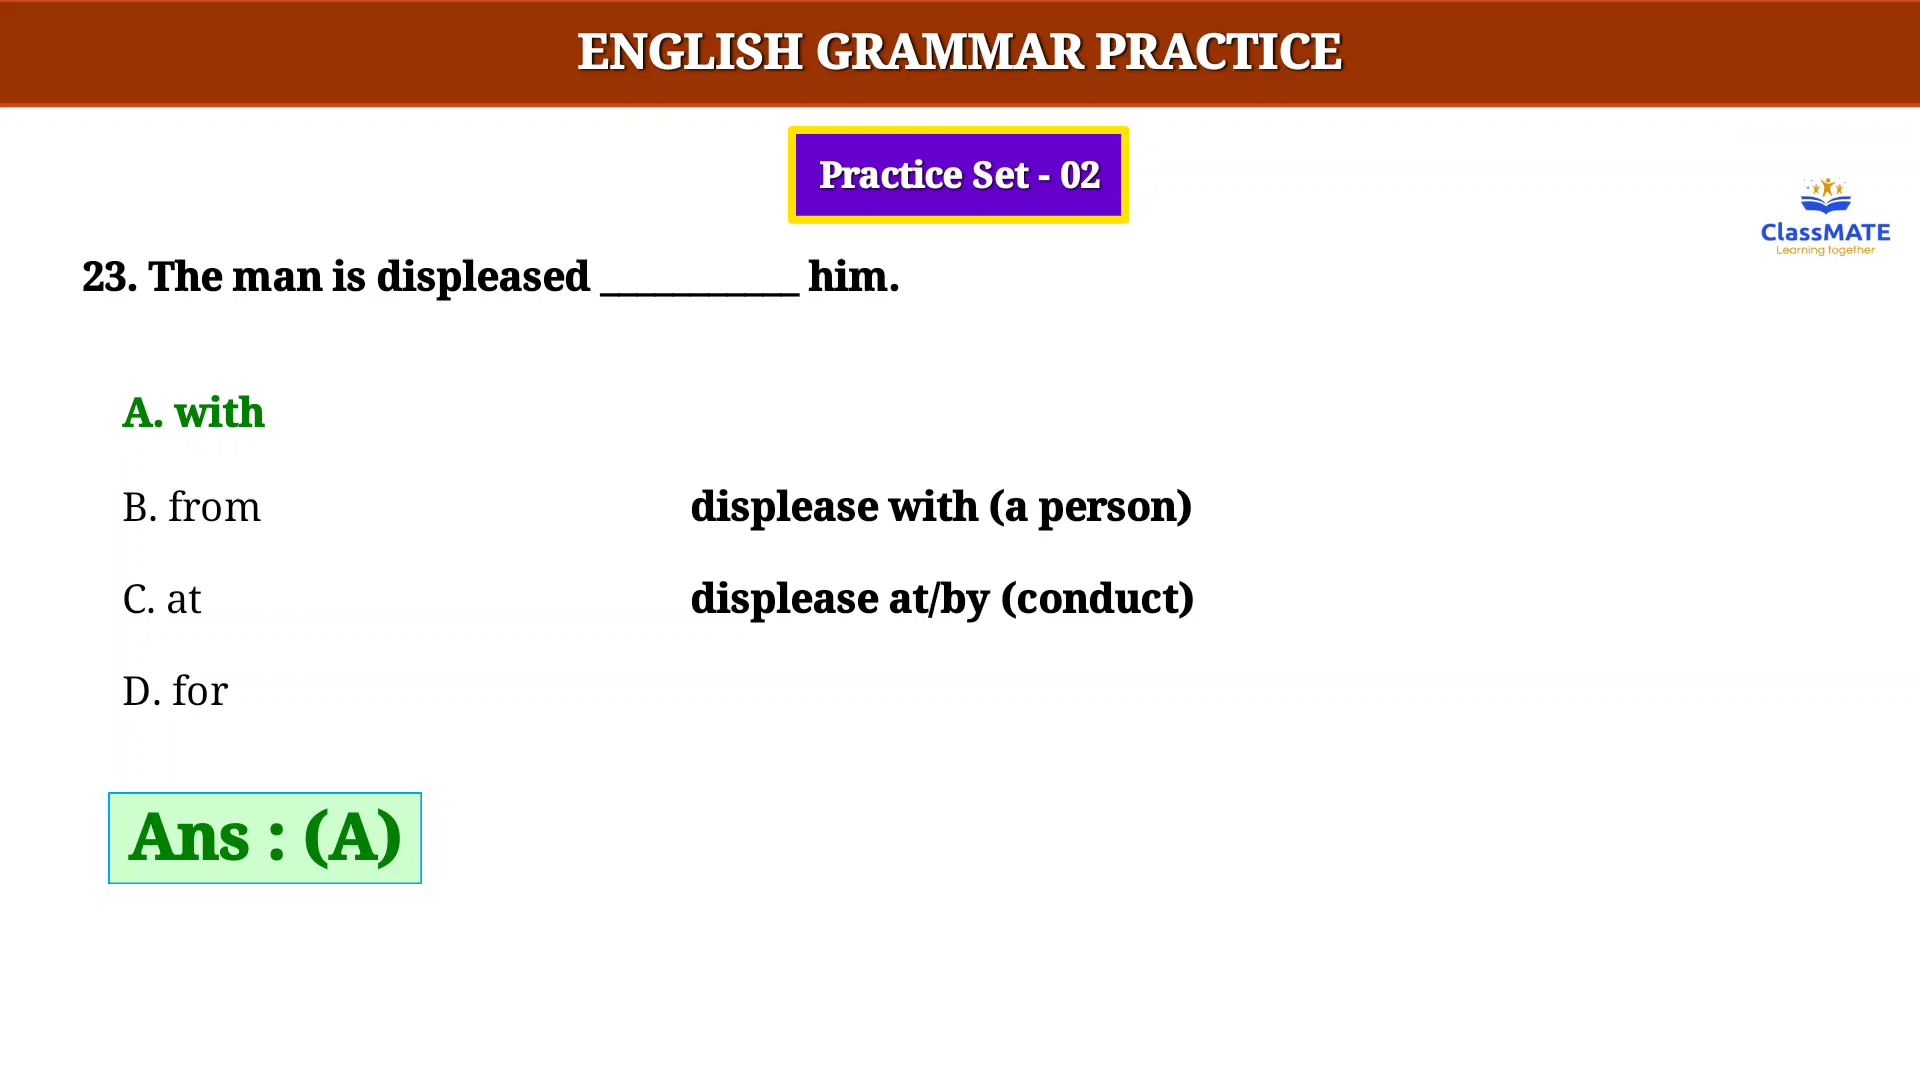 ENGLISH GRAMMAR PRACTICE
Practice Set - 02
ClassMATE
Learning together
23. The man is displeased ___________ him.
A. with
B. from
displease with (a person)
C. at
displease at/by (conduct)
D. for
Ans : (A)